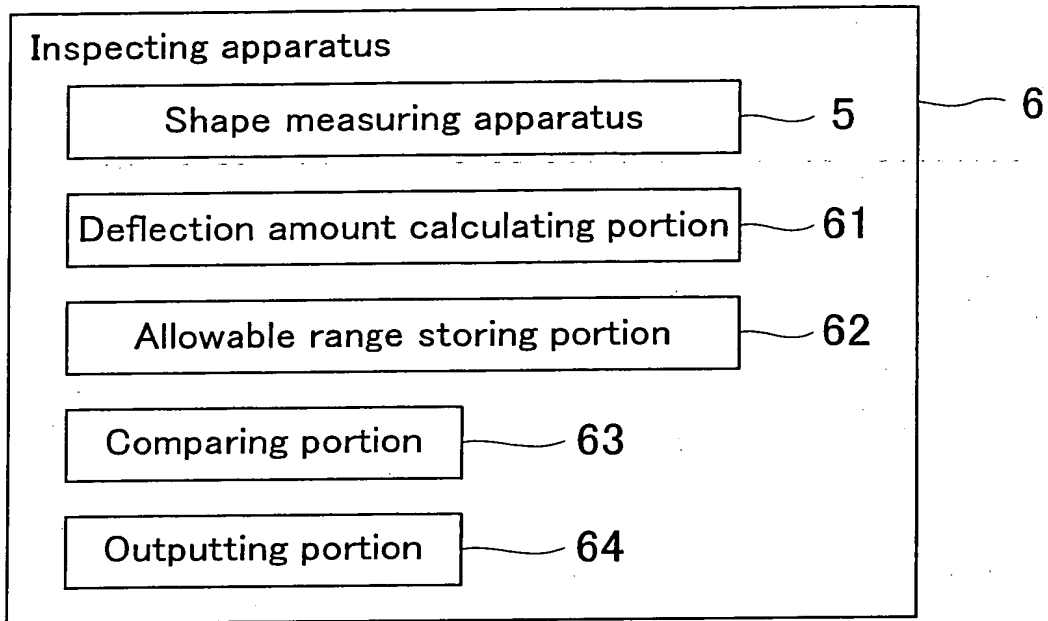 Inspecting apparatus
Shape measuring apparatus 5
6
Deflection amount calculating portion 61
Allowable range storing portion 62
Comparing portion 63
Outputting portion 64